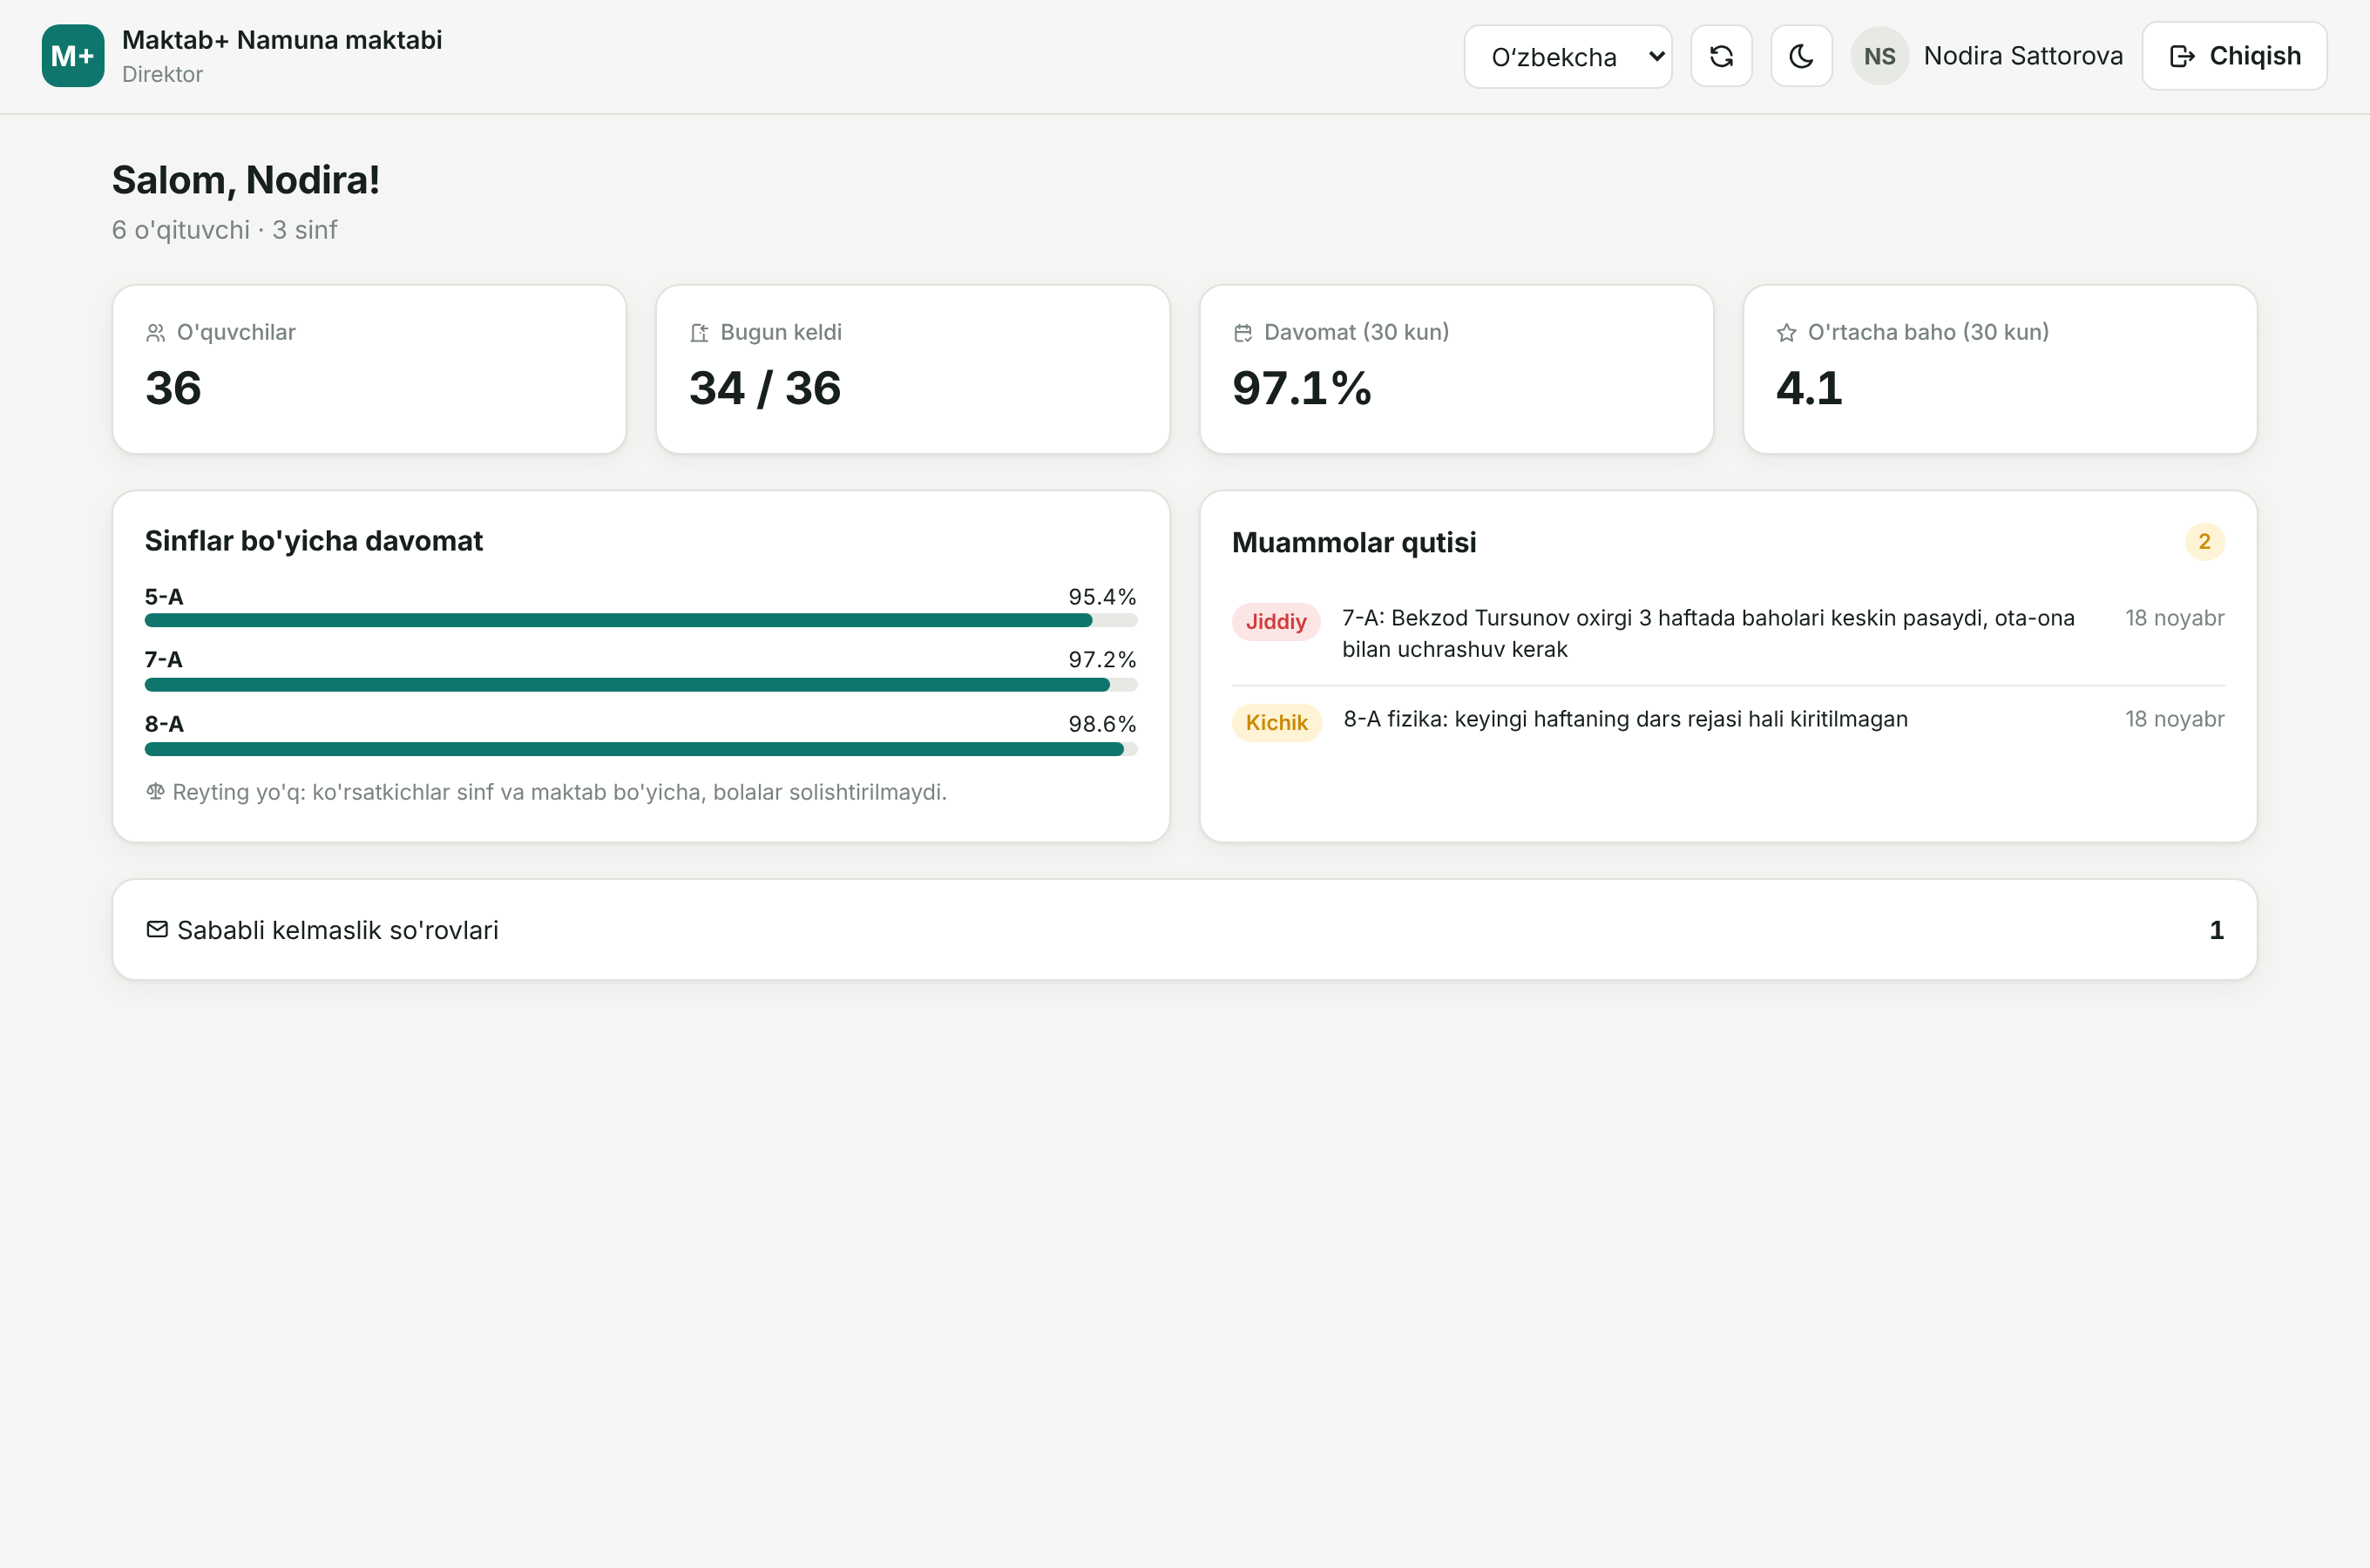 M+
Maktab+ Namuna maktabi
Direktor
Oʻzbekcha
NS
Nodira Sattorova
Chiqish
Salom, Nodira!
6 o'qituvchi · 3 sinf
O'quvchilar
36
Bugun keldi
34 / 36
Davomat (30 kun)
97.1%
O'rtacha baho (30 kun)
4.1
Sinflar bo'yicha davomat
5-A 95.4%
7-A 97.2%
8-A 98.6%
Reyting yo'q: ko'rsatkichlar sinf va maktab bo'yicha, bolalar solishtirilmaydi.
Muammolar qutisi 2
Jiddiy 7-A: Bekzod Tursunov oxirgi 3 haftada baholari keskin pasaydi, ota-ona 18 noyabr
bilan uchrashuv kerak
Kichik 8-A fizika: keyingi haftaning dars rejasi hali kiritilmagan 18 noyabr
Sababli kelmaslik so'rovlari 1